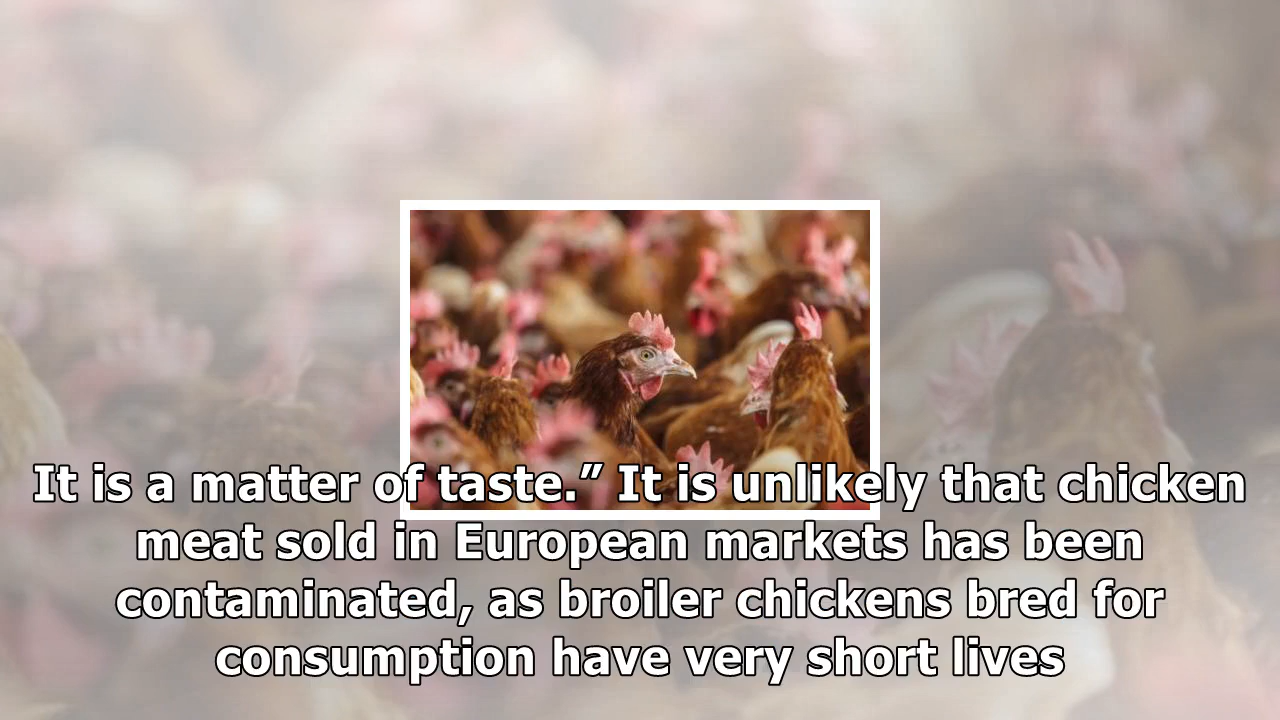 It is a matter of taste.” It is unlikely that chicken
meat sold in European markets has been
contaminated, as broiler chickens bred for
consumption have very short lives